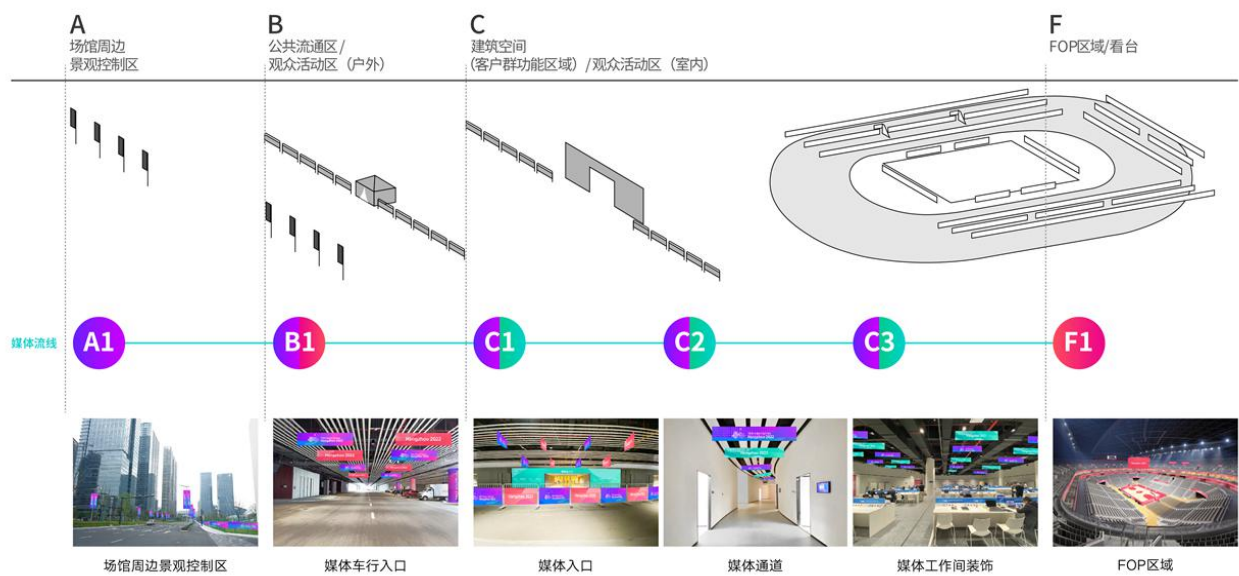 A
场馆周边
景观控制区
B
公共流通区/
观众活动区（户外）
C
建筑空间
(客户群功能区域）/观众活动区（室内）
F
FOP区域/看台
媒体流线
A1
B1
C1
C2
C3
F1
Hangzhou 2022
Hangzhou 2022
场馆周边景观控制区
媒体车行入口
媒体入口
媒体通道
媒体工作间装饰
FOP区域